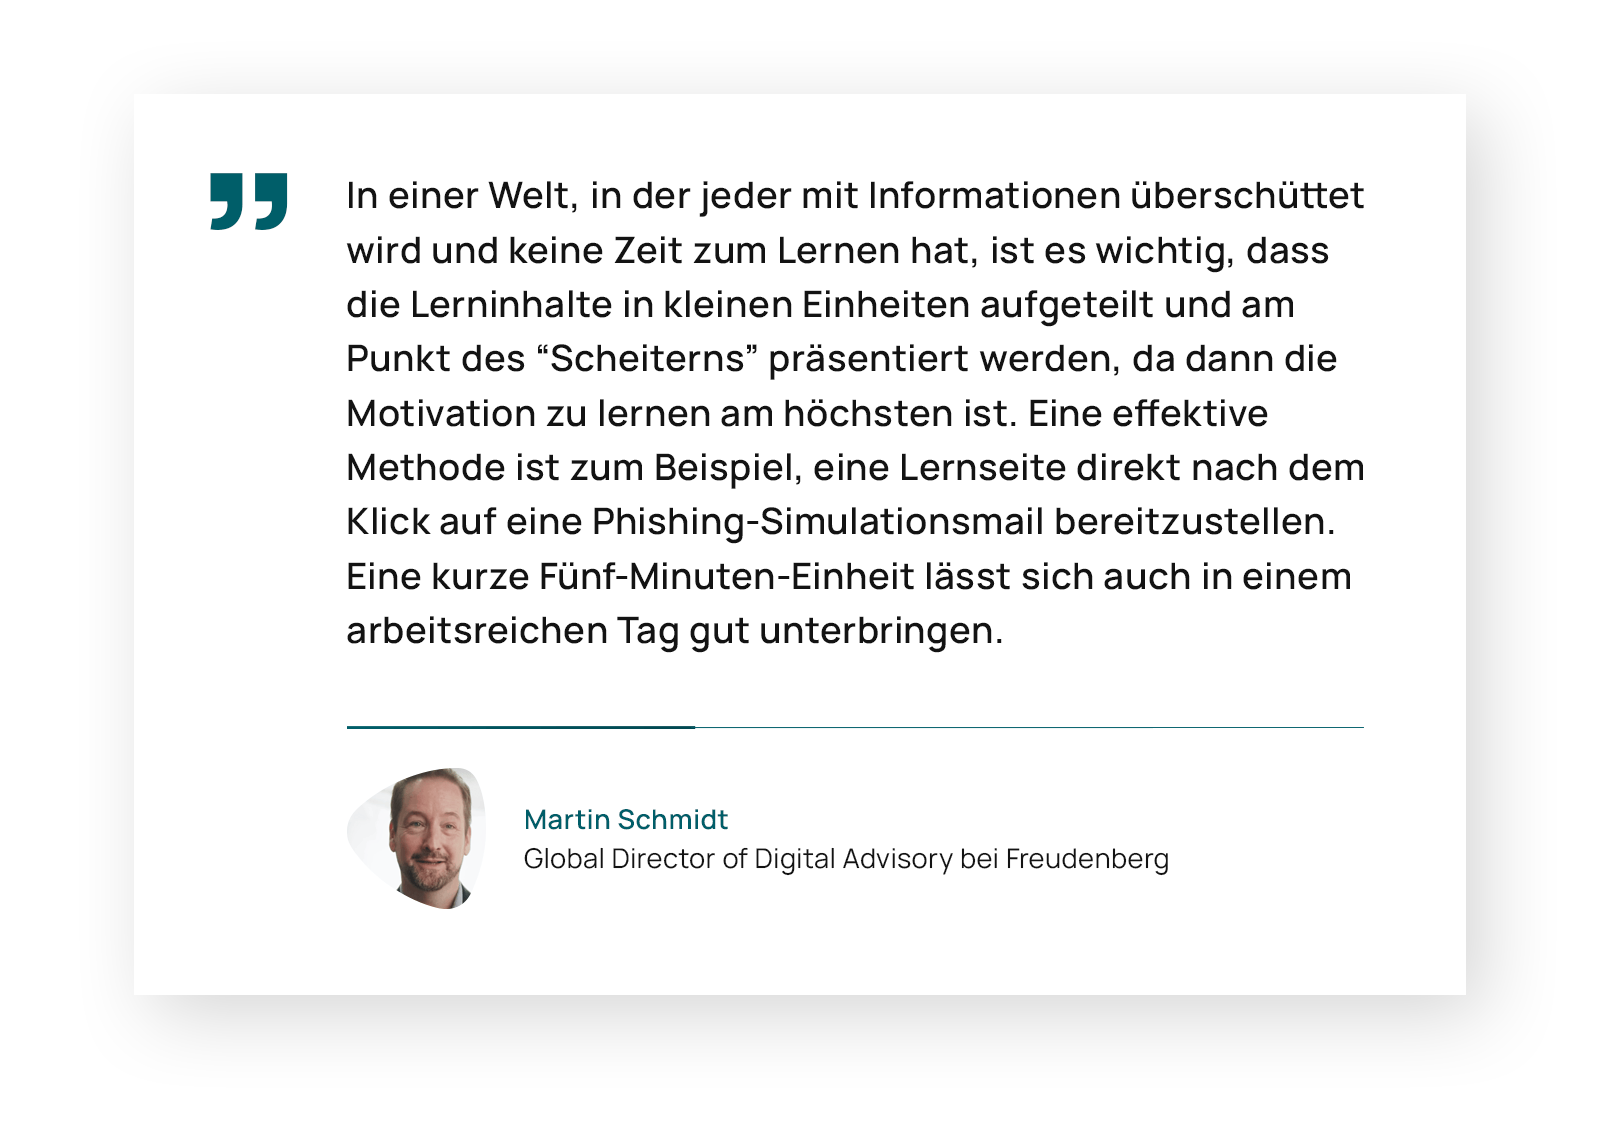 ”
In einer Welt, in der jeder mit Informationen überschüttet
wird und keine Zeit zum Lernen hat, ist es wichtig, dass
die Lerninhalte in kleinen Einheiten aufgeteilt und am
Punkt des “Scheiterns” präsentiert werden, da dann die
Motivation zu lernen am höchsten ist. Eine effektive
Methode ist zum Beispiel, eine Lernseite direkt nach dem
Klick auf eine Phishing-Simulationsmail bereitzustellen.
Eine kurze Fünf-Minuten-Einheit lässt sich auch in einem
arbeitsreichen Tag gut unterbringen.
Martin Schmidt
Global Director of Digital Advisory bei Freudenberg